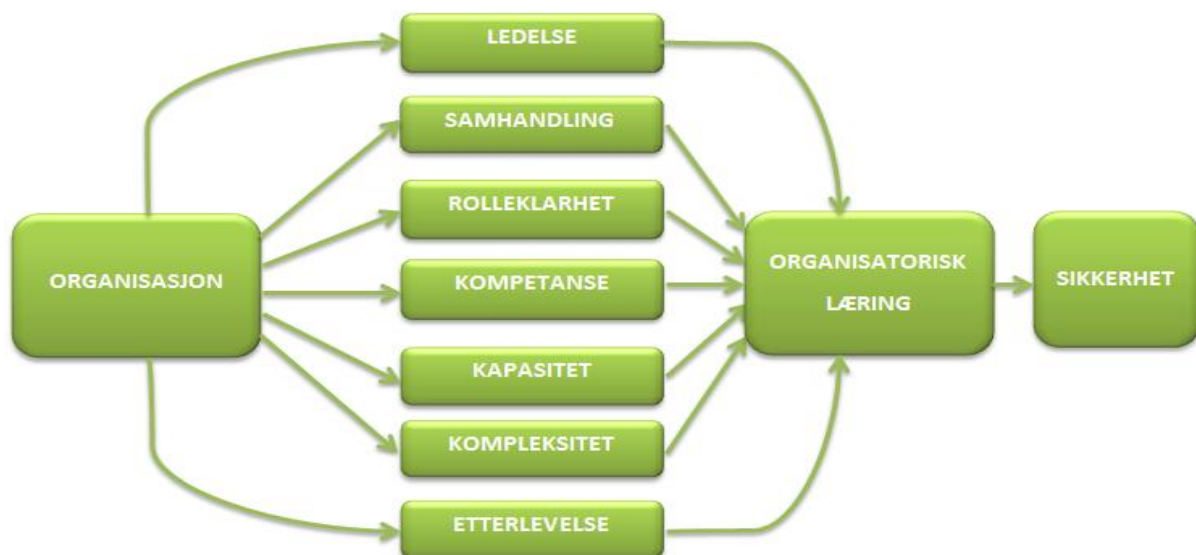 LEDELSE
SAMHANDLING
ROLLEKLARHET
ORGANISASJON
KOMPETANSE
KAPASITET
KOMPLEKSITET
ETTERLEVELSE
ORGANISATORISK
LÆRING
SIKKERHET